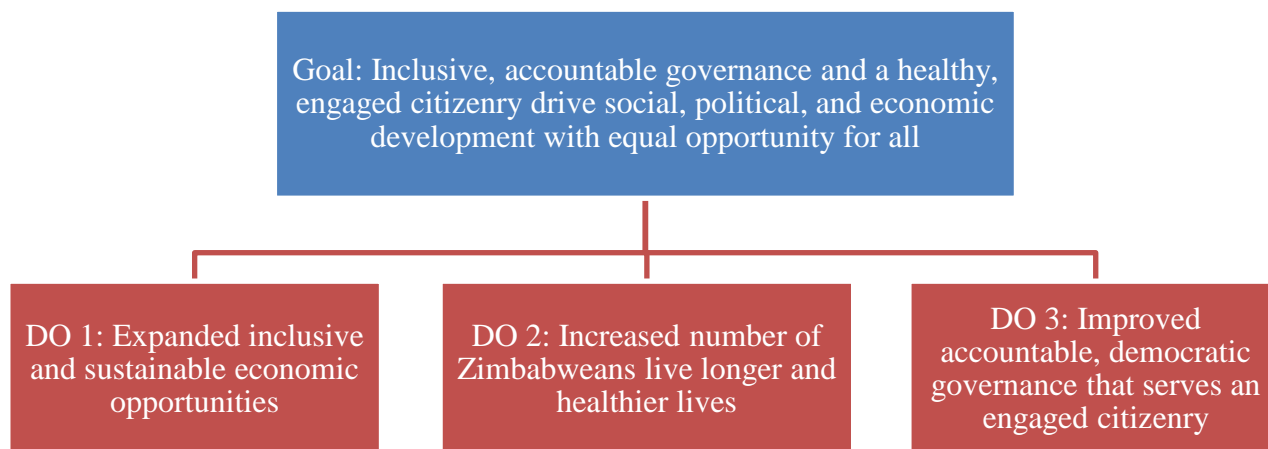 Goal: Inclusive, accountable governance and a healthy,
engaged citizenry drive social, political, and economic
development with equal opportunity for all
DO 1: Expanded inclusive
and sustainable economic
opportunities
DO 2: Increased number of
Zimbabweans live longer and
healthier lives
DO 3: Improved
accountable, democratic
governance that serves an
engaged citizenry